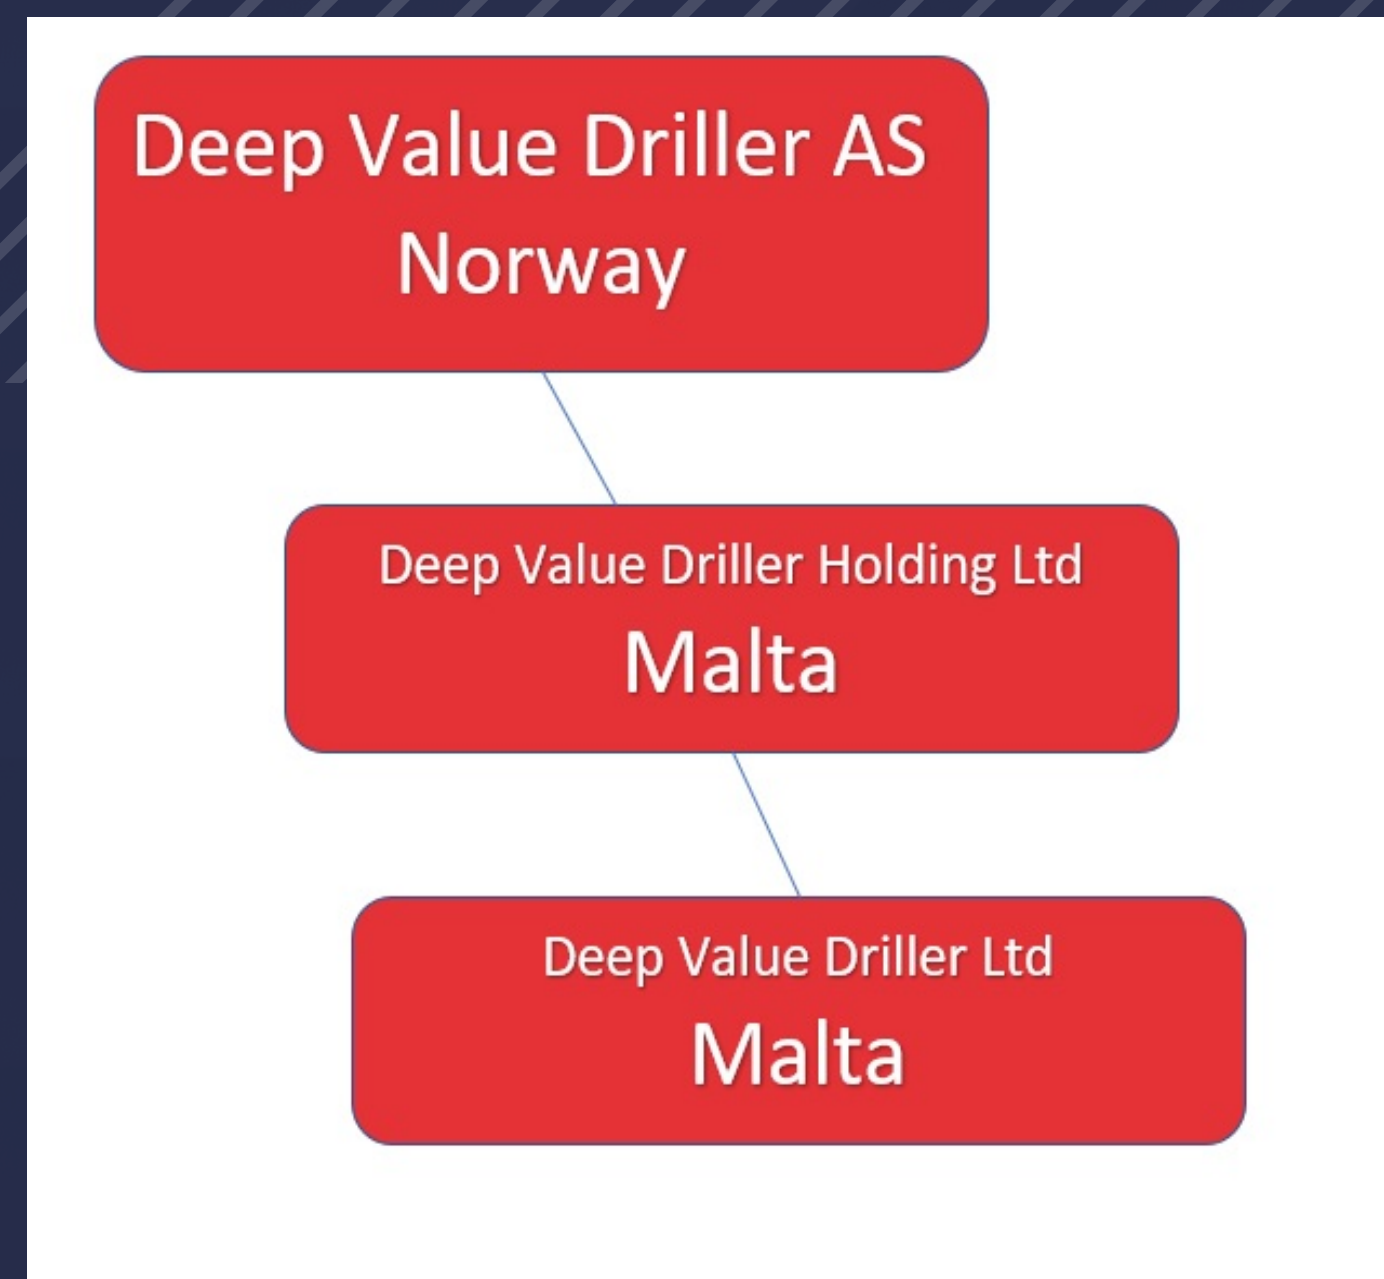 Deep Value Driller AS
Norway
Deep Value Driller Holding Ltd
Malta
Deep Value Driller Ltd
Malta